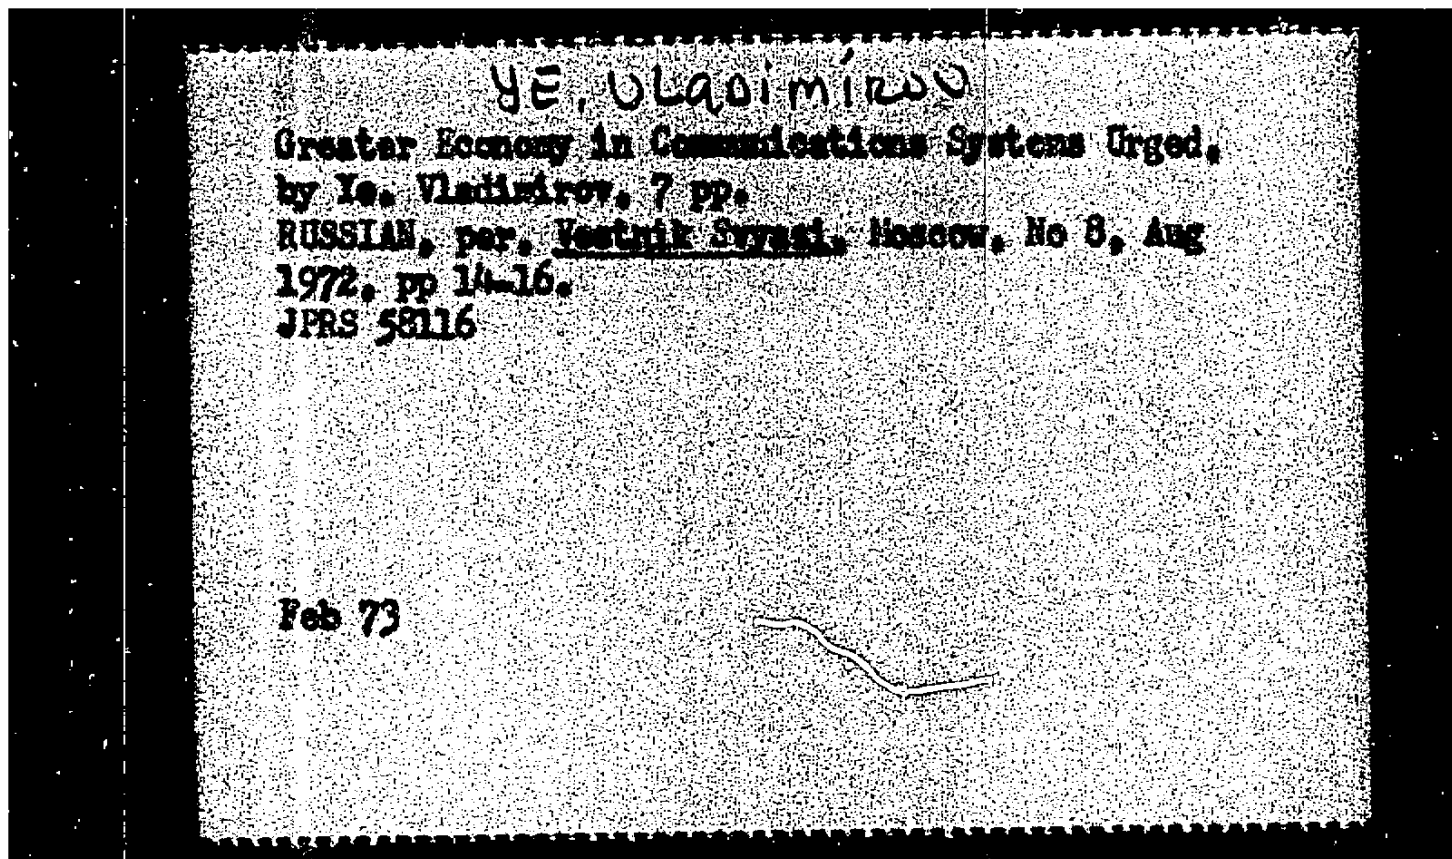 YE. VLADIMIROV
Greater Economy in Communications Systems Urged,
by Ye. Vladimirov, 7 pp.
RUSSIAN, per, Vestnik Svyazi, Moscow, No 8, Aug
1972, pp 14-16.
JPRS 58116
Feb 73